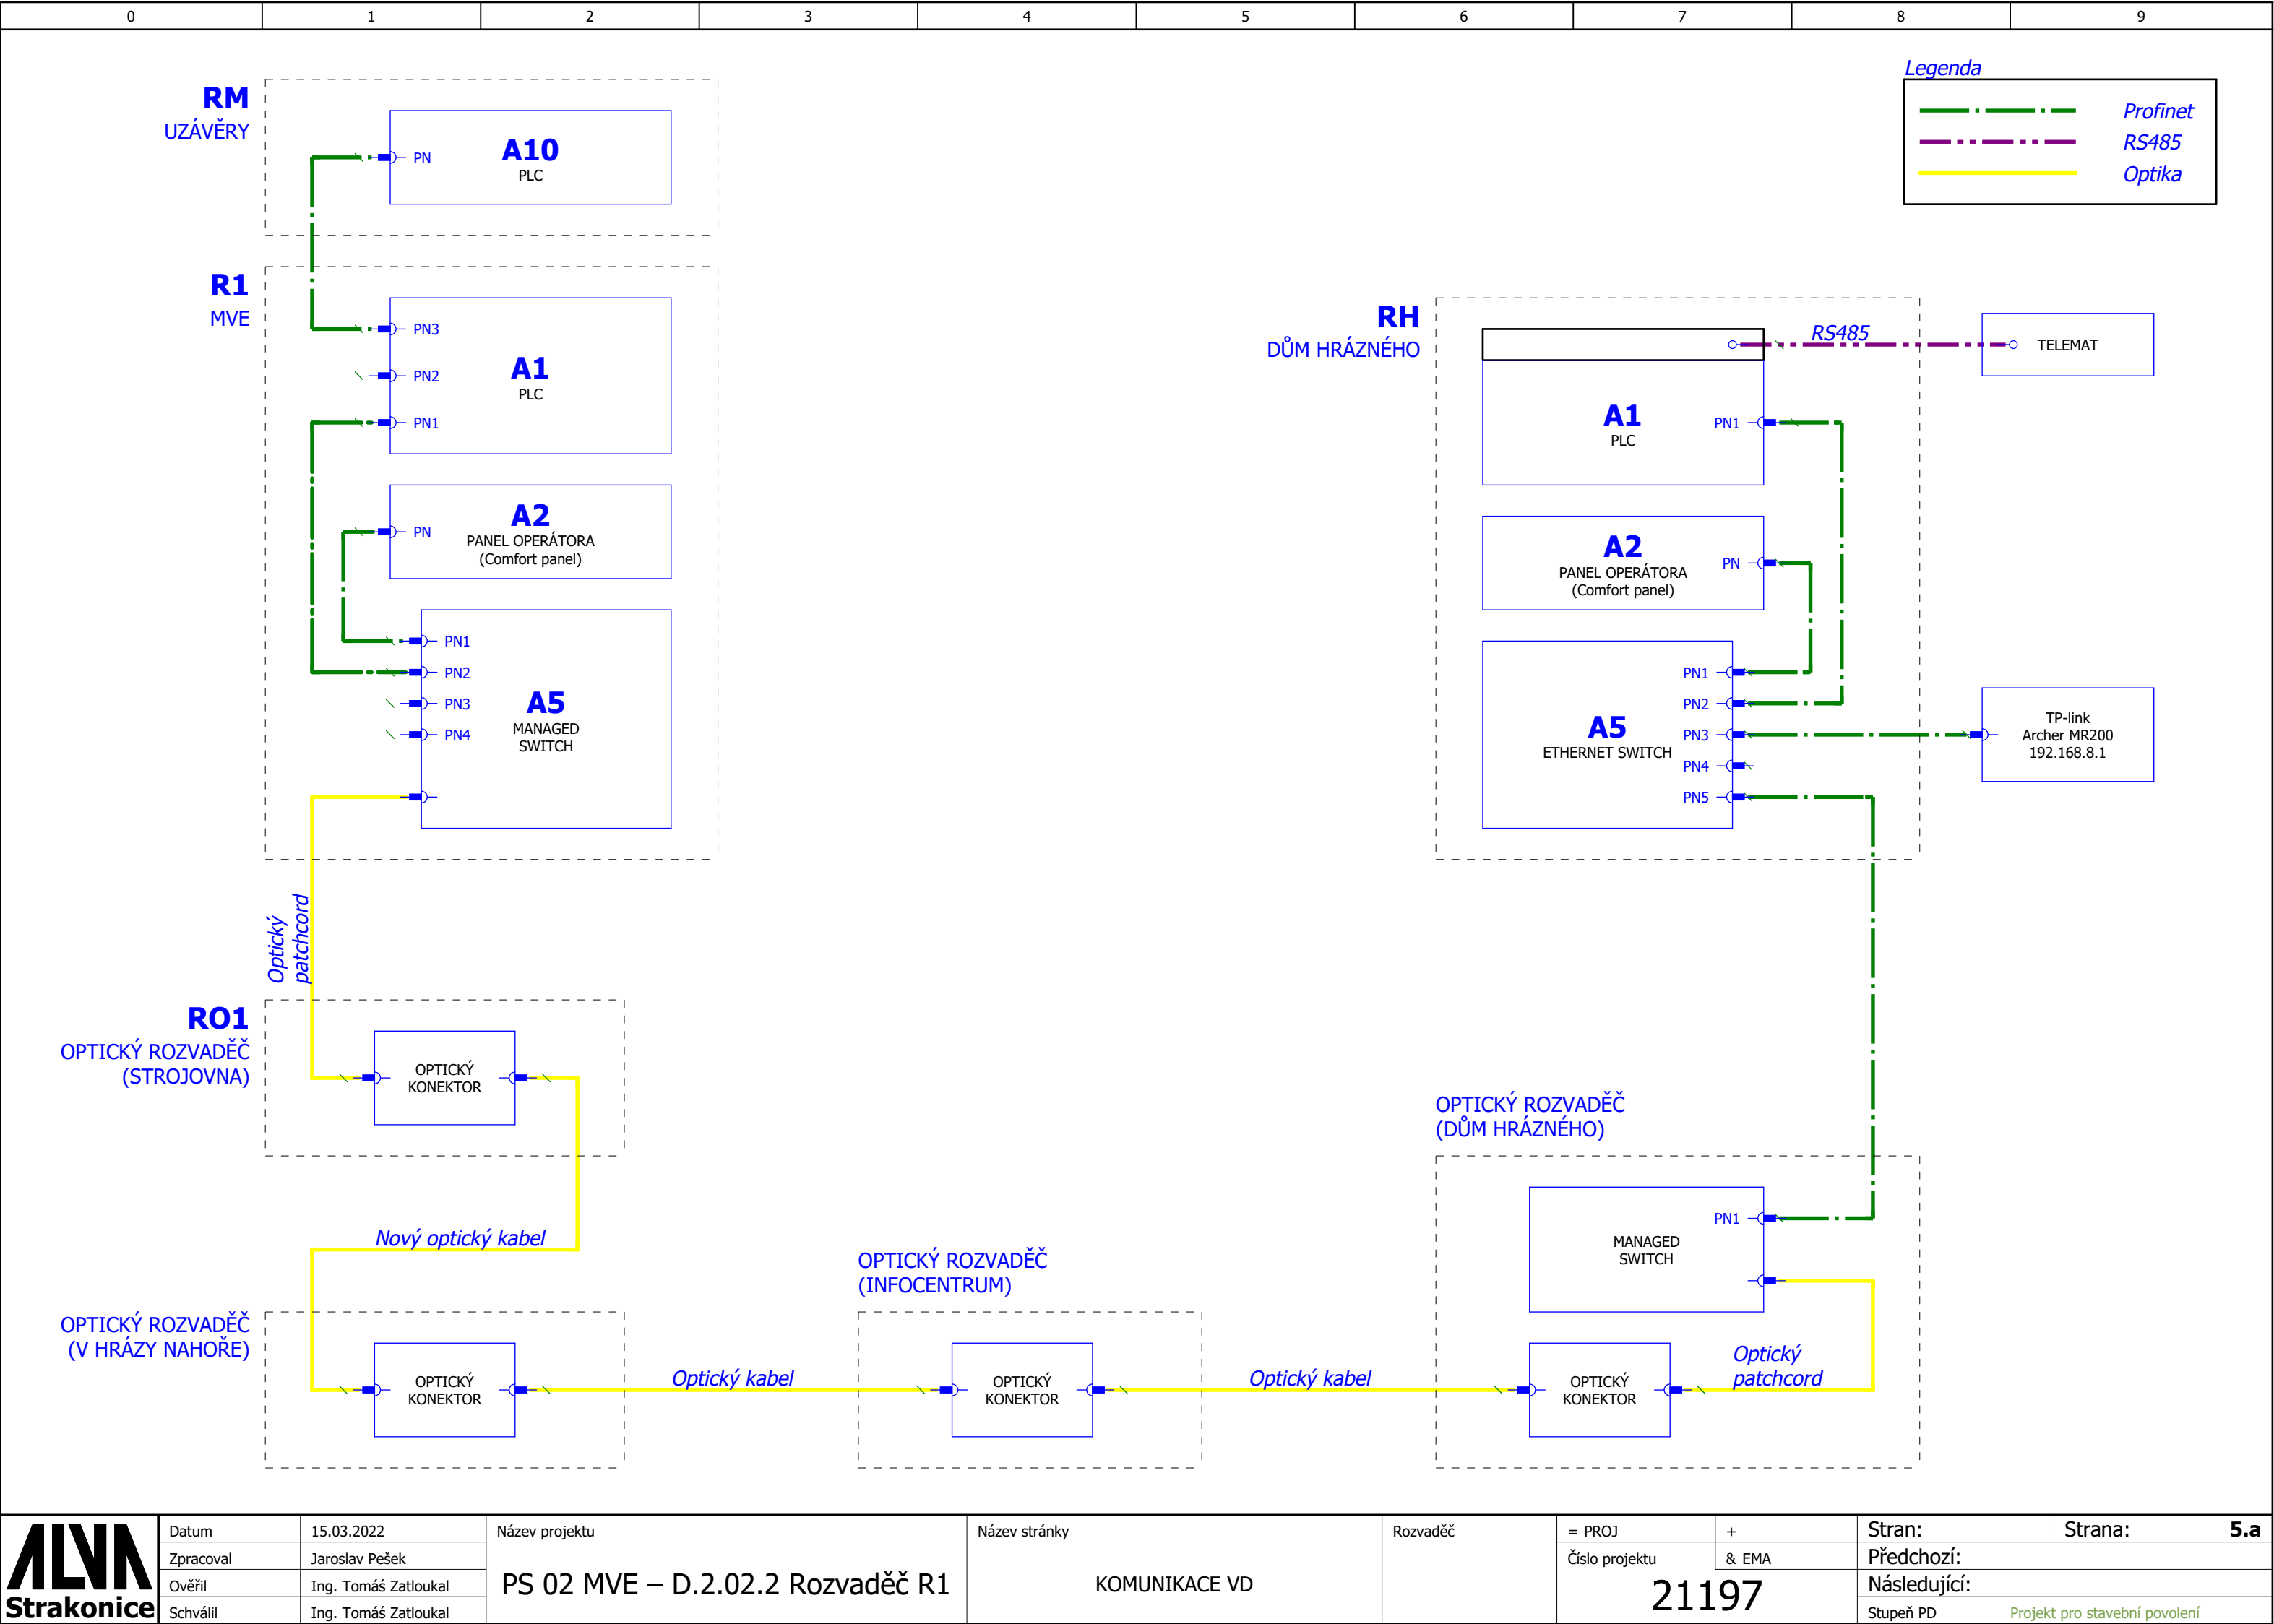 0 1 2 3 4 5 6 7 8 9
Legenda
Profinet
RS485
Optika
RM
UZÁVĚRY
PN
A10
PLC
R1
MVE
PN3
PN2
PN1
A1
PLC
PN
A2
PANEL OPERÁTORA
(Comfort panel)
PN1
PN2
PN3
PN4
A5
MANAGED
SWITCH
Optický
patchcord
RH
DŮM HRÁZNÉHO
RS485
TELEMAT
A1
PLC
PN1
A2
PANEL OPERÁTORA
(Comfort panel)
PN
A5
ETHERNET SWITCH
PN1
PN2
PN3
PN4
PN5
TP-link
Archer MR200
192.168.8.1
RO1
OPTICKÝ ROZVADĚČ
(STROJOVNA)
OPTICKÝ
KONEKTOR
Nový optický kabel
OPTICKÝ ROZVADĚČ
(V HRÁZY NAHOŘE)
OPTICKÝ
KONEKTOR
Optický kabel
OPTICKÝ ROZVADĚČ
(INFOCENTRUM)
OPTICKÝ
KONEKTOR
Optický kabel
OPTICKÝ ROZVADĚČ
(DŮM HRÁZNÉHO)
MANAGED
SWITCH
PN1
OPTICKÝ
KONEKTOR
Optický
patchcord
ALVA
Strakonice
Datum 15.03.2022
Zpracoval Jaroslav Pešek
Ověřil Ing. Tomáš Zatloukal
Schválil Ing. Tomáš Zatloukal
Název projektu
PS 02 MVE – D.2.02.2 Rozvaděč R1
Název stránky
KOMUNIKACE VD
Rozvaděč
= PROJ +
Číslo projektu & EMA
21197
Stran: Strana: 5.a
Předchozí:
Následující:
Stupeň PD Projekt pro stavební povolení